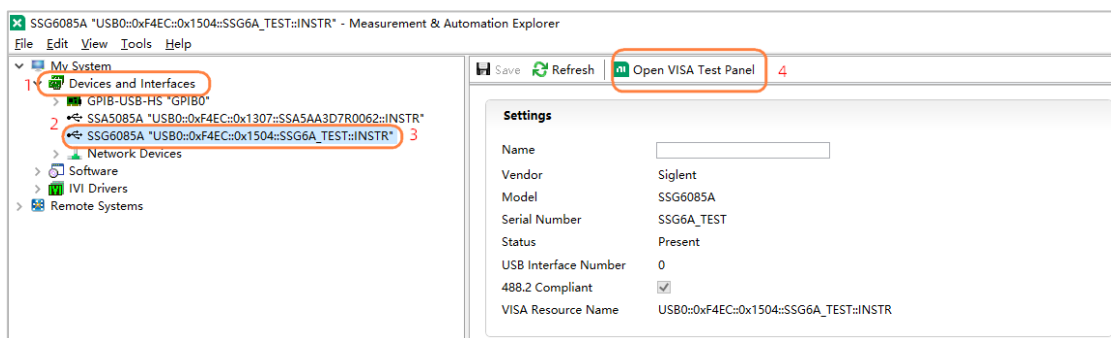 SSG6085A "USB0::0xF4EC::0x1504::SSG6A_TEST::INSTR" - Measurement & Automation Explorer
File Edit View Tools Help
My System
1 Devices and Interfaces
GPIB-USB-HS "GPIB0"
2 SSA5085A "USB0::0xF4EC::0x1307::SSA5AA3D7R0062::INSTR"
SSG6085A "USB0::0xF4EC::0x1504::SSG6A_TEST::INSTR" 3
Network Devices
Software
IVI Drivers
Remote Systems
Save Refresh Open VISA Test Panel 4
Settings
Name
Vendor Siglent
Model SSG6085A
Serial Number SSG6A_TEST
Status Present
USB Interface Number 0
488.2 Compliant
VISA Resource Name USB0::0xF4EC::0x1504::SSG6A_TEST::INSTR